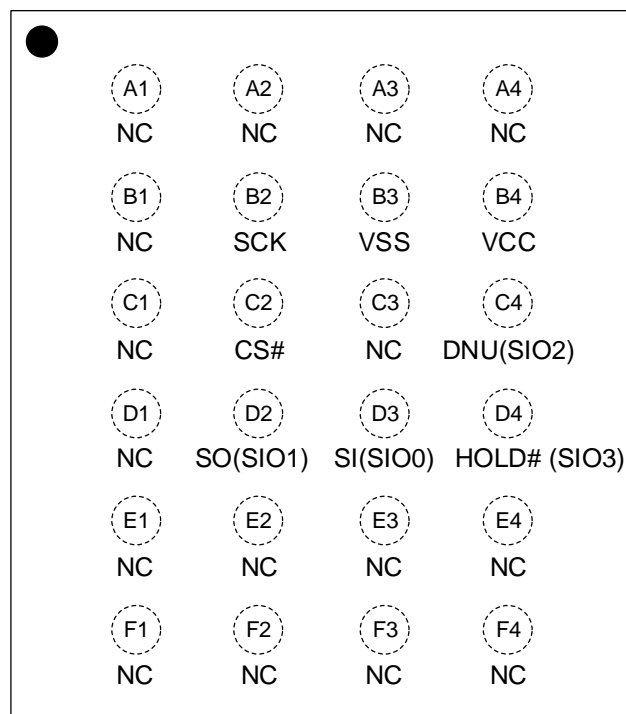 A1 A2 A3 A4
NC NC NC NC
B1 B2 B3 B4
NC SCK VSS VCC
C1 C2 C3 C4
NC CS# NC DNU(SIO2)
D1 D2 D3 D4
NC SO(SIO1) SI(SIO0) HOLD# (SIO3)
E1 E2 E3 E4
NC NC NC NC
F1 F2 F3 F4
NC NC NC NC